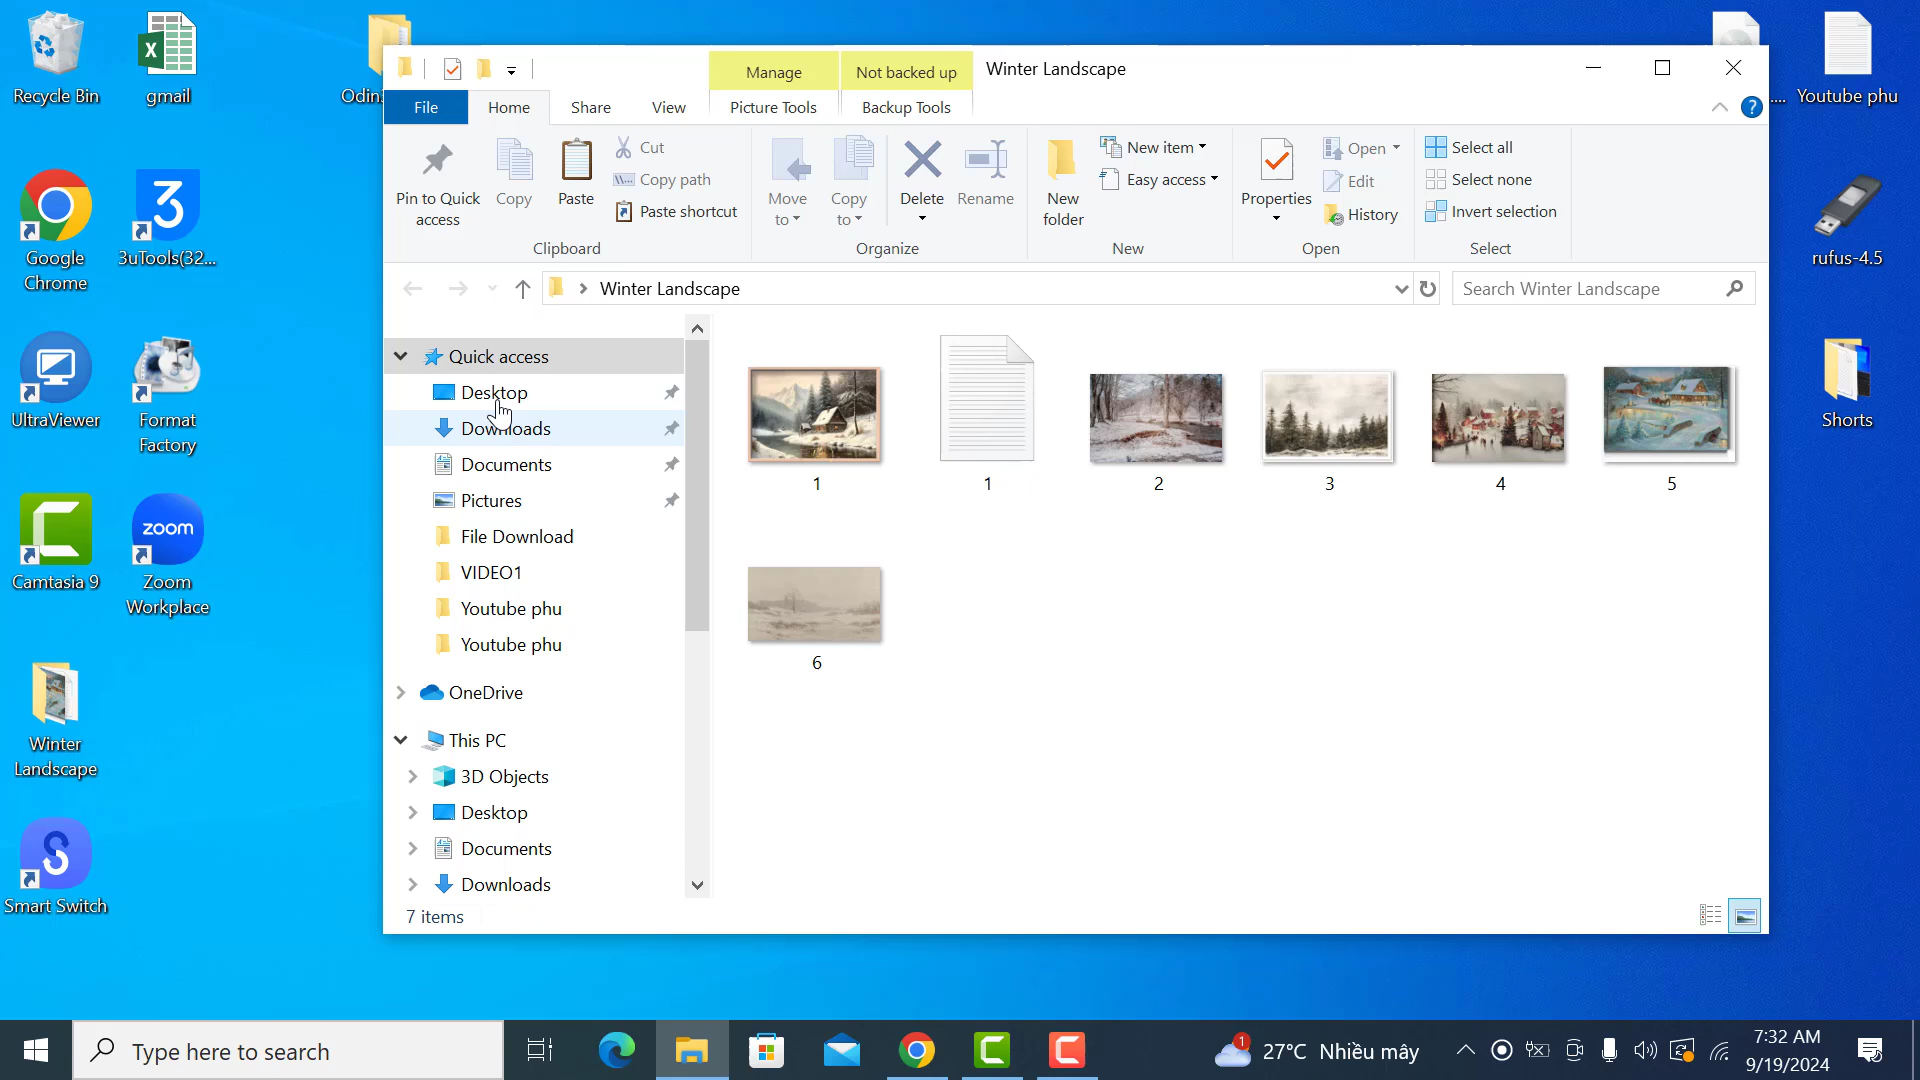 Recycle Bin
gmail
Google
Chrome
3uTools(32...
UltraViewer
Format
Factory
Camtasia 9
Zoom
Workplace
zoom
Winter
Landscape
Smart Switch
Youtube phu
rufus-4.5
Shorts
Manage
Not backed up
Winter Landscape
File
Home
Share
View
Picture Tools
Backup Tools
Pin to Quick
access
Copy
Paste
Cut
Copy path
Paste shortcut
Clipboard
Move
to
Copy
to
Delete
Rename
Organize
New
folder
New item
Easy access
New
Properties
Open
Edit
History
Open
Select all
Select none
Invert selection
Select
Winter Landscape
Search Winter Landscape
Quick access
Desktop
Downloads
Documents
Pictures
File Download
VIDEO1
Youtube phu
Youtube phu
OneDrive
This PC
3D Objects
Desktop
Documents
Downloads
1
1
2
3
4
5
6
7 items
Type here to search
1
27°C Nhiều mây
7:32 AM
9/19/2024